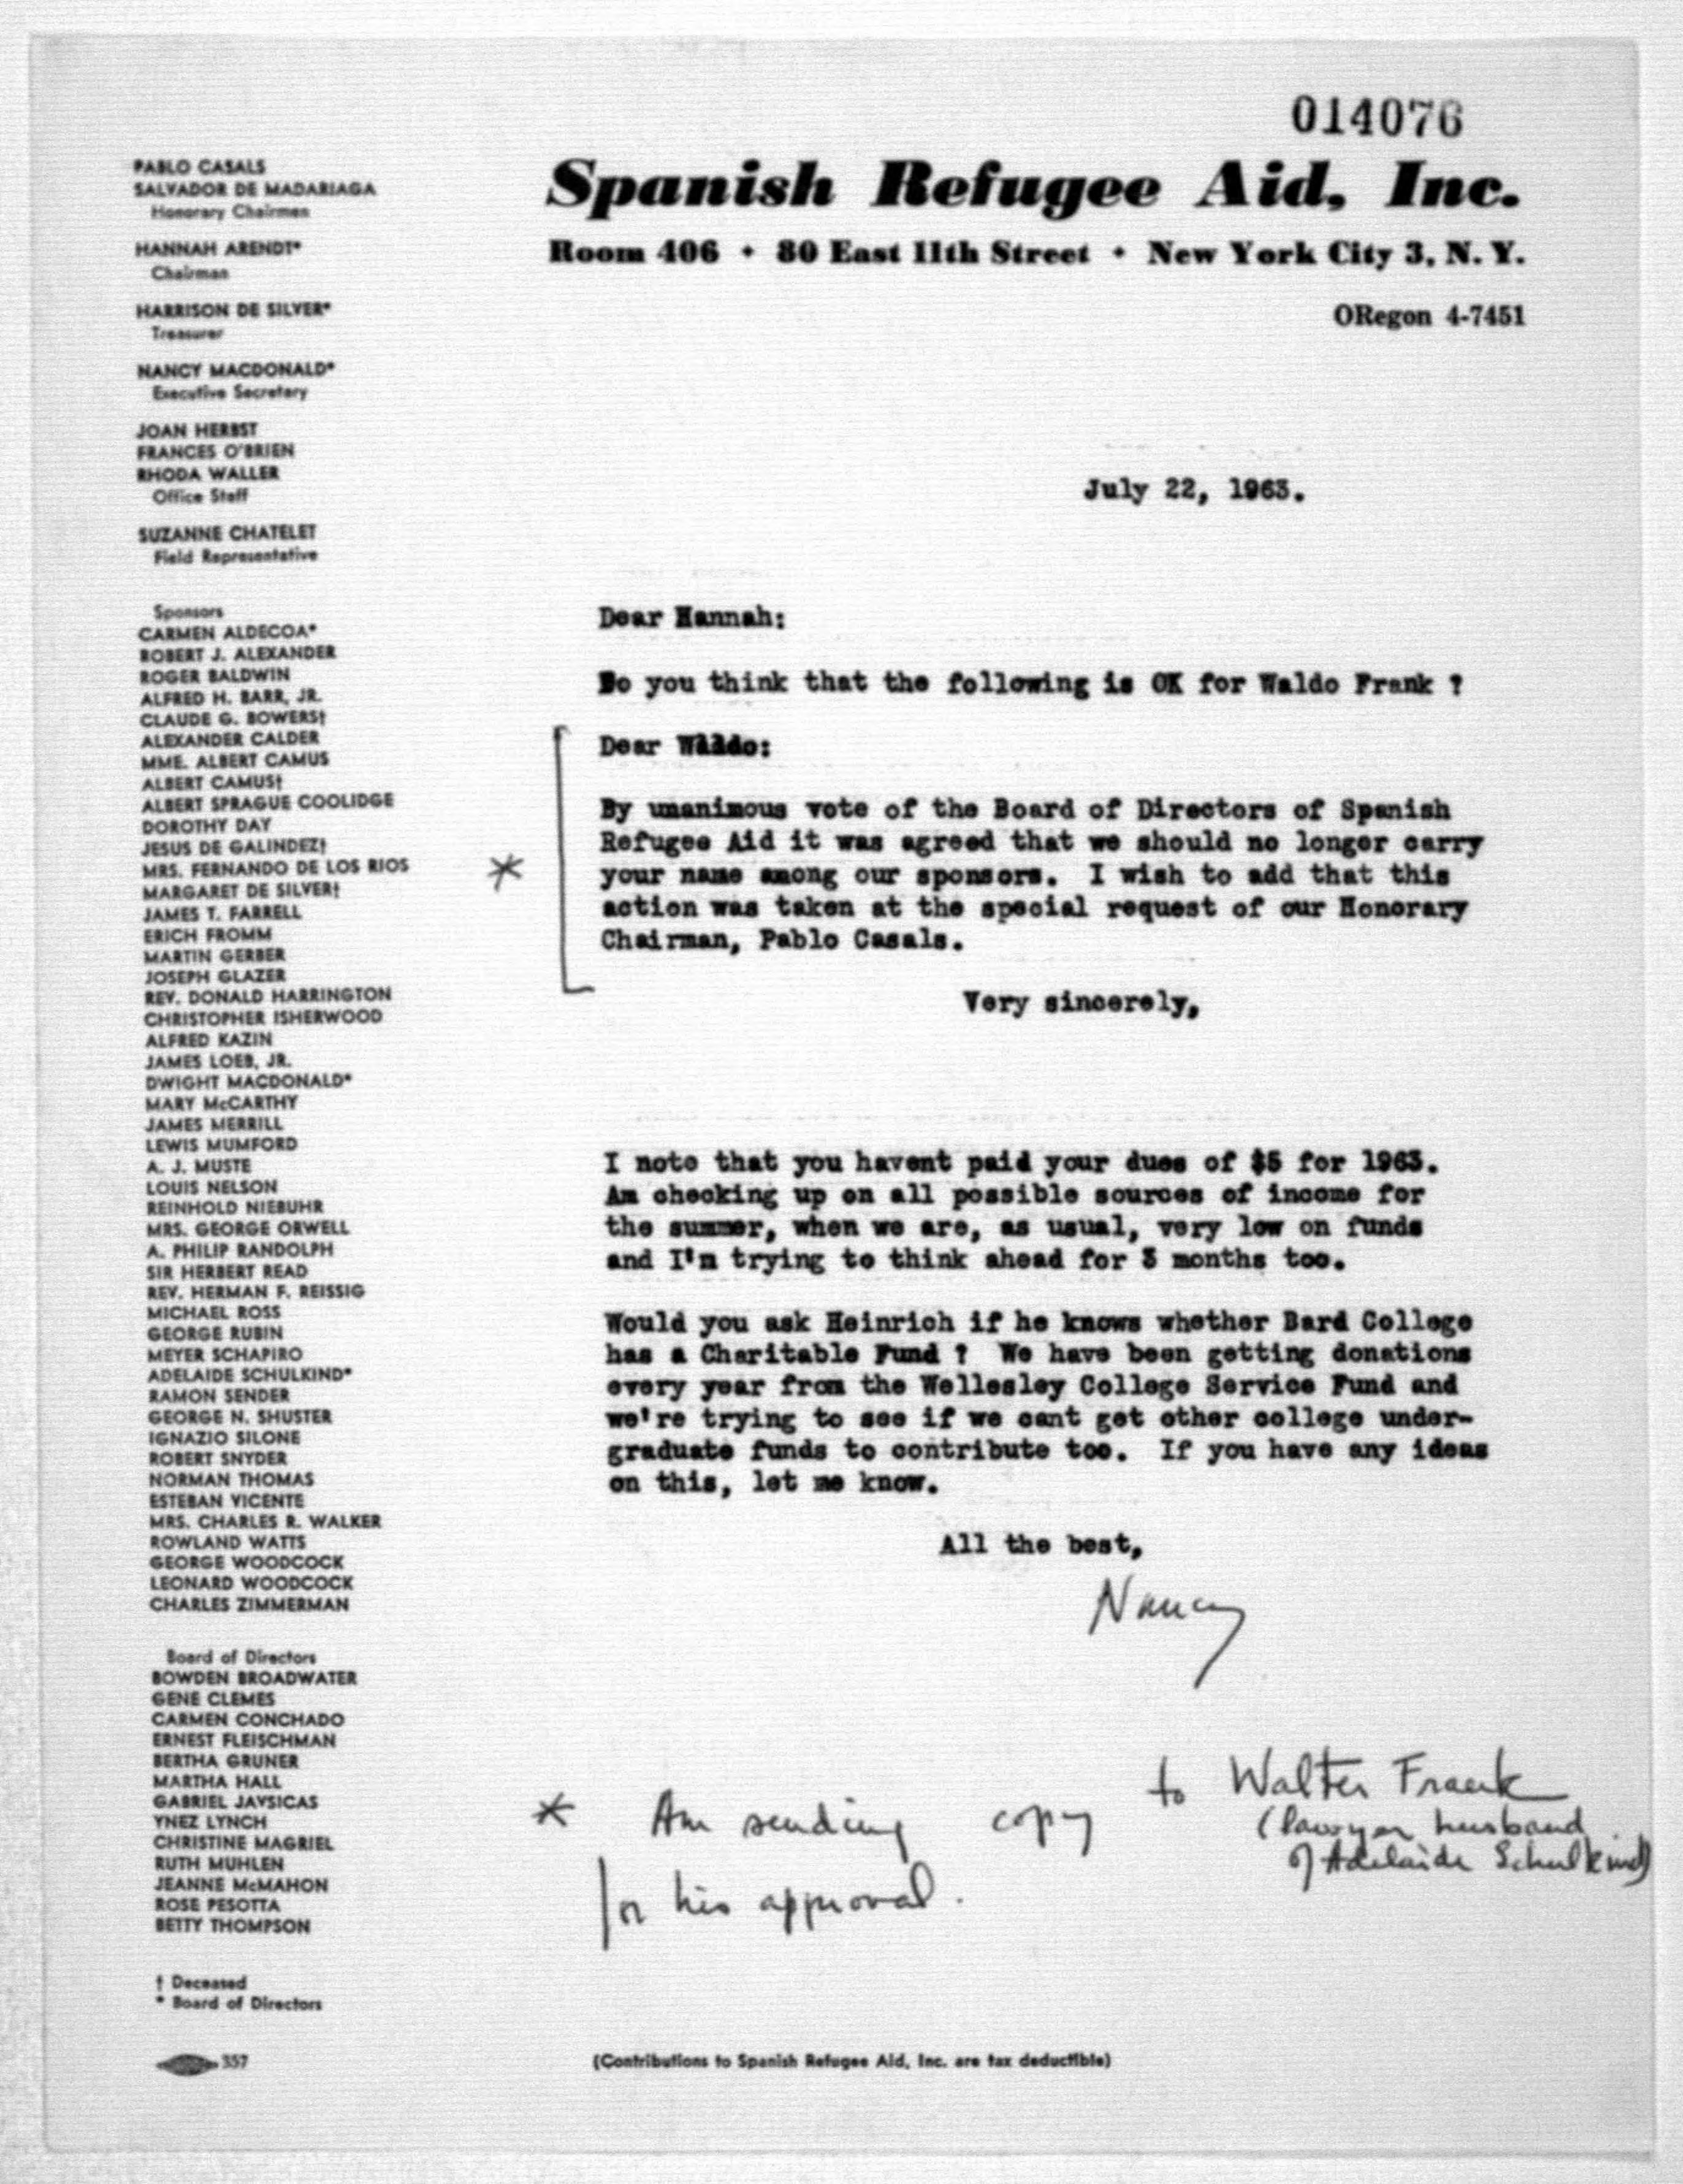 014076
PABLO CASALS
SALVADOR DE MADARIAGA
Honorary Chairmen
HANNAH ARENDT*
Chairman
HARRISON DE SILVER*
Treasurer
NANCY MACDONALD*
Executive Secretary
JOAN HERBST
FRANCES O'BRIEN
RHODA WALLER
Office Staff
SUZANNE CHATELET
Field Representative
Sponsors
CARMEN ALDECOA*
ROBERT J. ALEXANDER
ROGER BALDWIN
ALFRED H. BARR, JR.
CLAUDE G. BOWERS†
ALEXANDER CALDER
MME. ALBERT CAMUS
ALBERT CAMUS†
ALBERT SPRAGUE COOLIDGE
DOROTHY DAY
JESUS DE GALINDEZ†
MRS. FERNANDO DE LOS RIOS
MARGARET DE SILVER†
JAMES T. FARRELL
ERICH FROMM
MARTIN GERBER
JOSEPH GLAZER
REV. DONALD HARRINGTON
CHRISTOPHER ISHERWOOD
ALFRED KAZIN
JAMES LOEB, JR.
DWIGHT MACDONALD*
MARY McCARTHY
JAMES MERRILL
LEWIS MUMFORD
A. J. MUSTE
LOUIS NELSON
REINHOLD NIEBUHR
MRS. GEORGE ORWELL
A. PHILIP RANDOLPH
SIR HERBERT READ
REV. HERMAN F. REISSIG
MICHAEL ROSS
GEORGE RUBIN
MEYER SCHAPIRO
ADELAIDE SCHULKIND*
RAMON SENDER
GEORGE N. SHUSTER
IGNAZIO SILONE
ROBERT SNYDER
NORMAN THOMAS
ESTEBAN VICENTE
MRS. CHARLES R. WALKER
ROWLAND WATTS
GEORGE WOODCOCK
LEONARD WOODCOCK
CHARLES ZIMMERMAN
Board of Directors
BOWDEN BROADWATER
GENE CLEMES
CARMEN CONCHADO
ERNEST FLEISCHMAN
BERTHA GRUNER
MARTHA HALL
GABRIEL JAVSICAS
YNEZ LYNCH
CHRISTINE MAGRIEL
RUTH MUHLEN
JEANNE McMAHON
ROSE PESOTTA
BETTY THOMPSON
† Deceased
* Board of Directors
357
Spanish Refugee Aid, Inc.
Room 406 • 80 East 11th Street • New York City 3, N. Y.
ORegon 4-7451
July 22, 1963.
Dear Hannah:
Do you think that the following is OK for Waldo Frank ?
Dear Waldo:
By unanimous vote of the Board of Directors of Spanish
Refugee Aid it was agreed that we should no longer carry
* your name among our sponsors. I wish to add that this
action was taken at the special request of our Honorary
Chairman, Pablo Casals.
Very sincerely,
I note that you havent paid your dues of $5 for 1963.
Am checking up on all possible sources of income for
the summer, when we are, as usual, very low on funds
and I'm trying to think ahead for 3 months too.
Would you ask Heinrich if he knows whether Bard College
has a Charitable Fund ? We have been getting donations
every year from the Wellesley College Service Fund and
we're trying to see if we cant get other college under-
graduate funds to contribute too. If you have any ideas
on this, let me know.
All the best,
Nancy
* Am sending copy to Walter Frank
(lawyer husband
of Adelaide Schulkind)
for his approval.
(Contributions to Spanish Refugee Aid, Inc. are tax deductible)